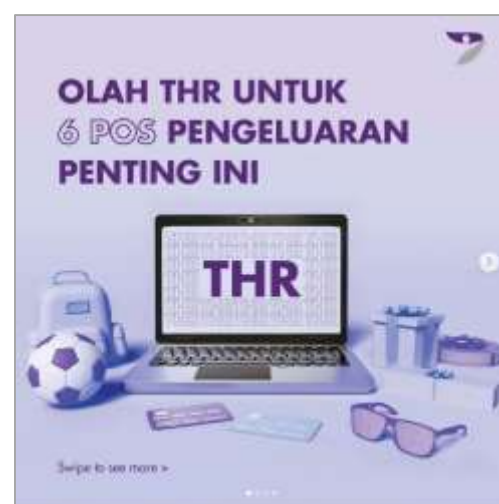 OLAH THR UNTUK
6 POS PENGELUARAN
PENTING INI
THR
Swipe to see more >